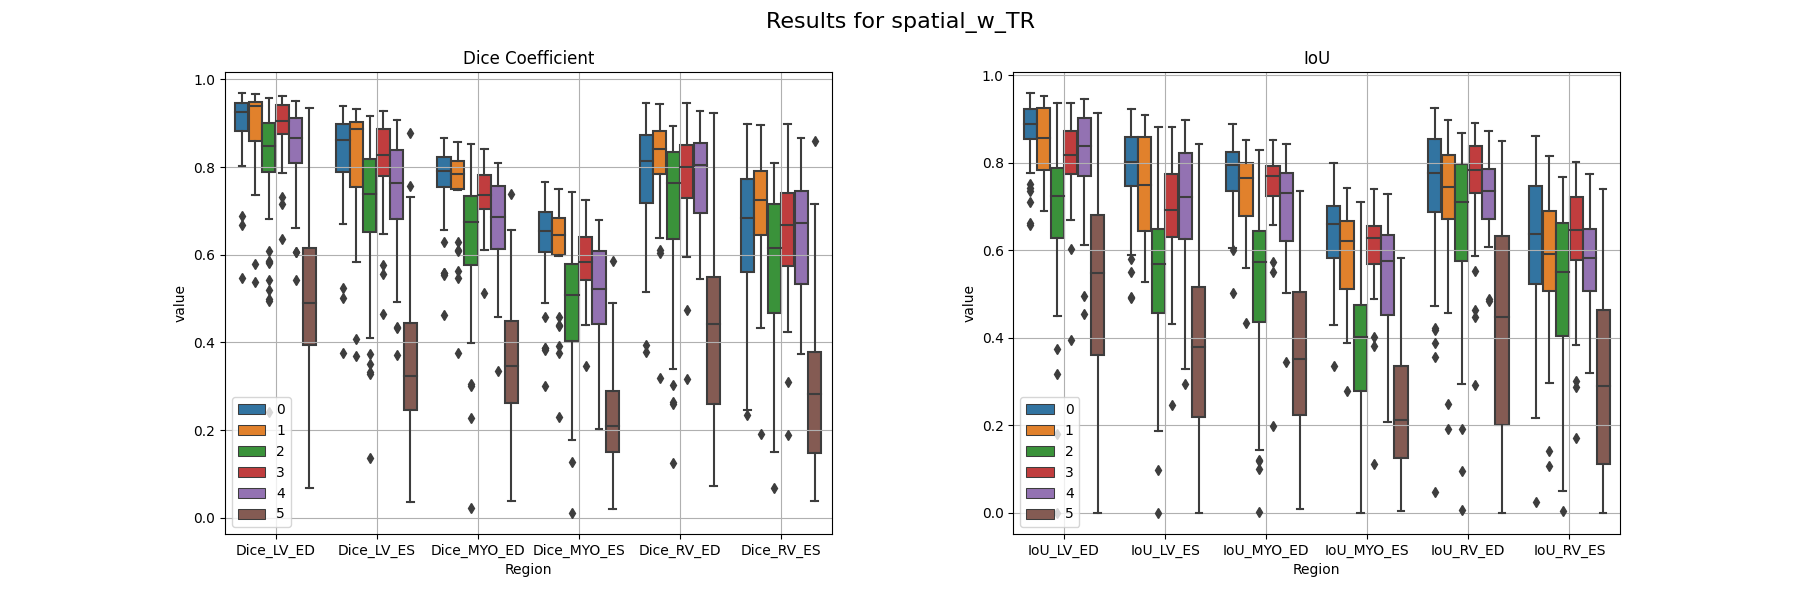 Results for spatial_w_TR
Dice Coefficient
1.0
0.8
0.6
0.4
0.2
0.0
value
0
1
2
3
4
5
Dice_LV_ED Dice_LV_ES Dice_MYO_ED Dice_MYO_ES Dice_RV_ED Dice_RV_ES
Region
IoU
1.0
0.8
0.6
0.4
0.2
0.0
value
0
1
2
3
4
5
IoU_LV_ED IoU_LV_ES IoU_MYO_ED IoU_MYO_ES IoU_RV_ED IoU_RV_ES
Region